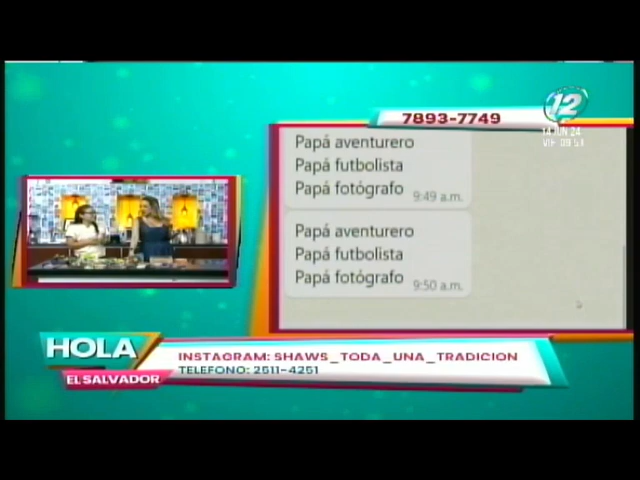 12
7893-7749
14 JUN 24
VIE 09:51
Papá aventurero
Papá futbolista
Papá fotógrafo 9:49 a.m.
Papá aventurero
Papá futbolista
Papá fotógrafo 9:50 a.m.
HOLA
EL SALVADOR
INSTAGRAM: SHAWS_TODA_UNA_TRADICION
TELEFONO: 2511-4251